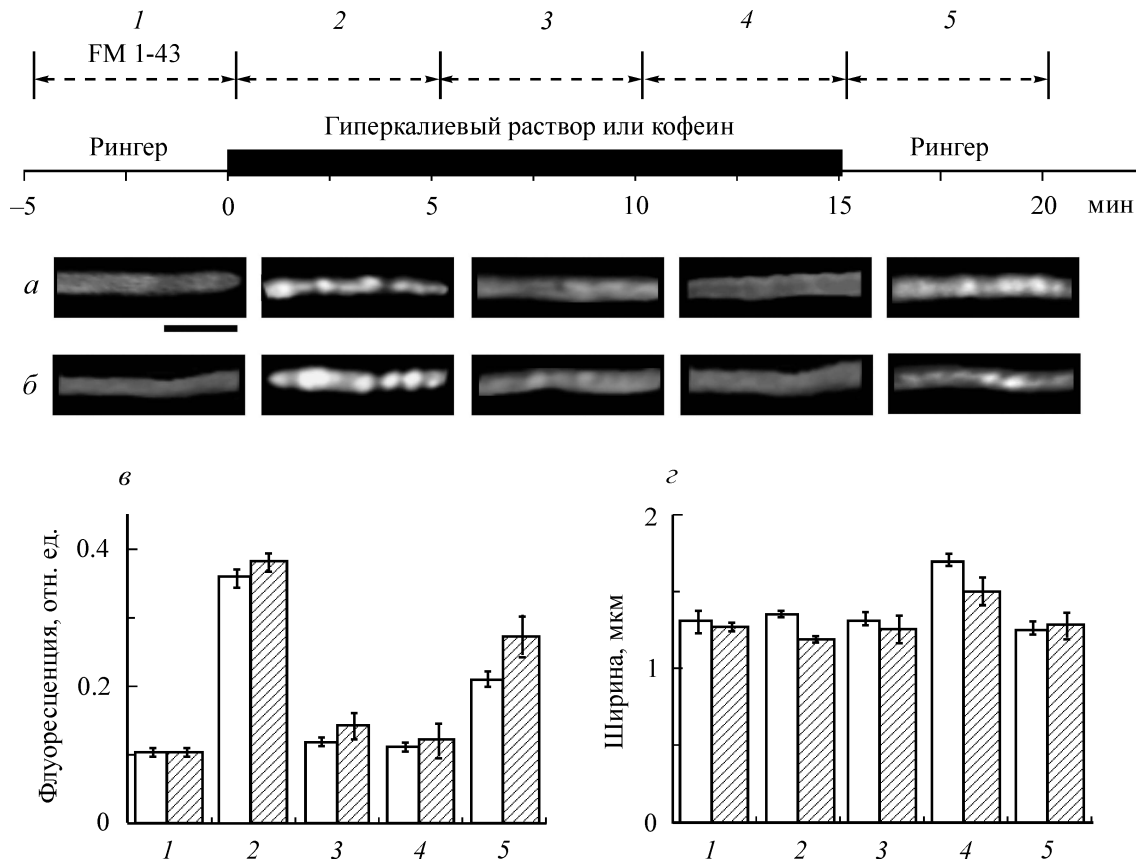 1 2 3 4 5
FM 1-43
Гиперкалиевый раствор или кофеин
Рингер Рингер
–5 0 5 10 15 20 мин
а
б
в г
Флуоресценция, отн. ед.
0.4
0.2
0
1 2 3 4 5
Ширина, мкм
2
1
0
1 2 3 4 5